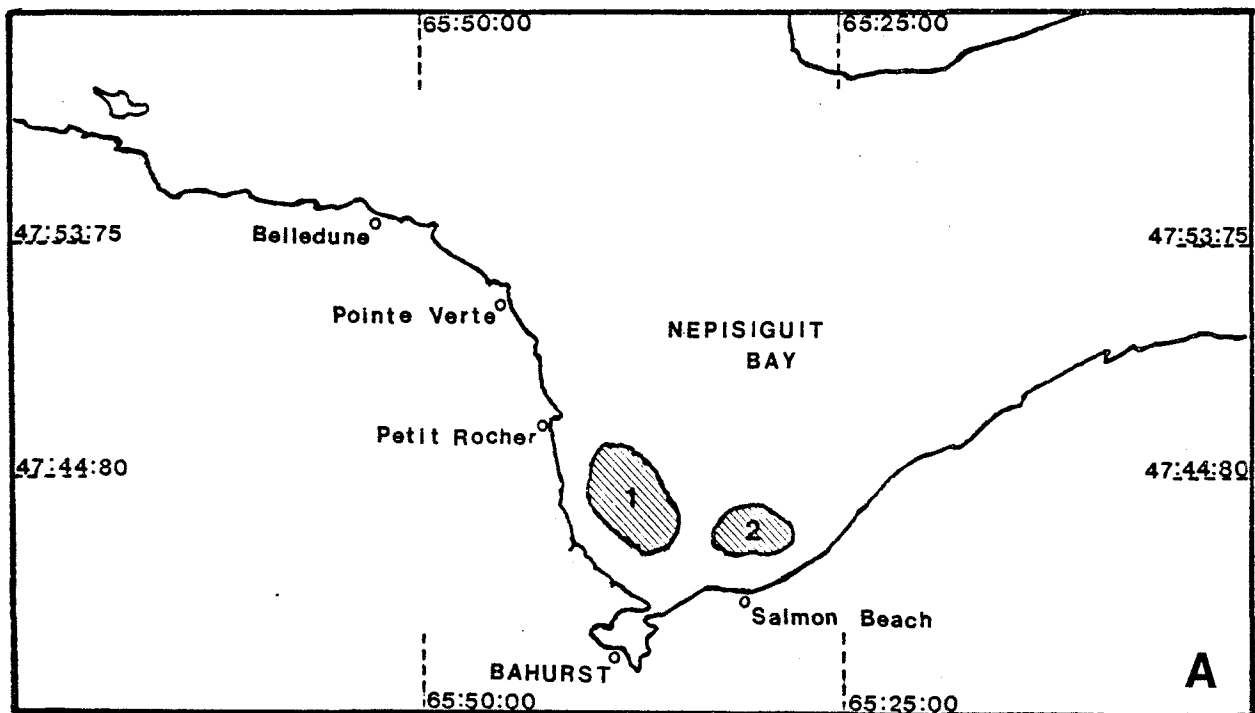 65:50:00
65:25:00
Belledune
47:53:75
47:53:75
Pointe Verte
NEPISIGUIT
BAY
Petit Rocher
47:44:80
47:44:80
1
2
Salmon Beach
BAHURST
A
65:50:00
65:25:00